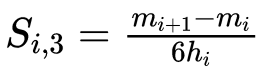 $S_{i,3} = \frac{m_{i+1} - m_i}{6h_i}$